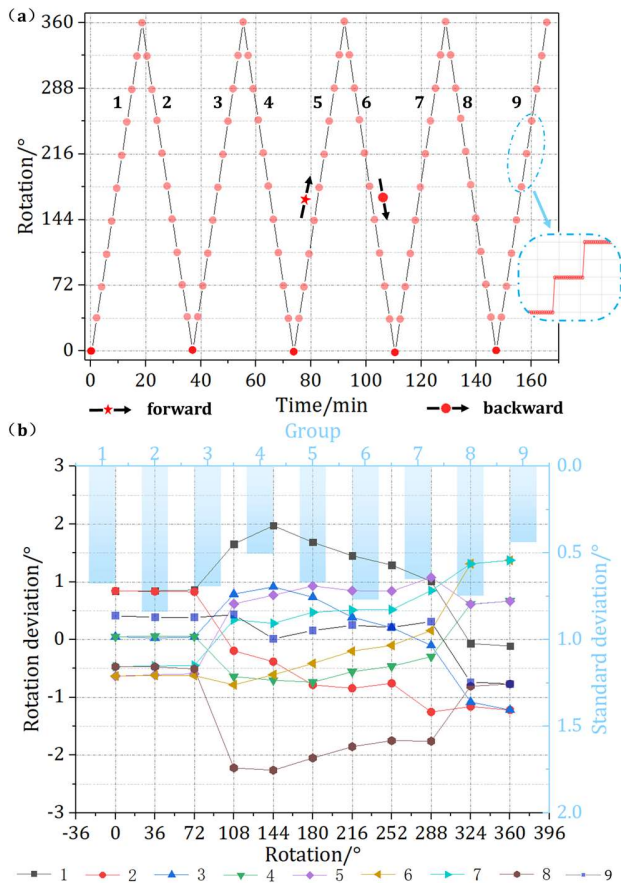 (a)
360
288
216
144
72
0
Rotation/°
1 2 3 4 5 6 7 8 9
0 20 40 60 80 100 120 140 160
Time/min
forward
backward
(b)
Group
1 2 3 4 5 6 7 8 9
3
2
1
0
-1
-2
-3
Rotation deviation/°
0.0
0.5
1.0
1.5
2.0
Standard deviation/°
-36 0 36 72 108 144 180 216 252 288 324 360 396
Rotation/°
1 2 3 4 5 6 7 8 9